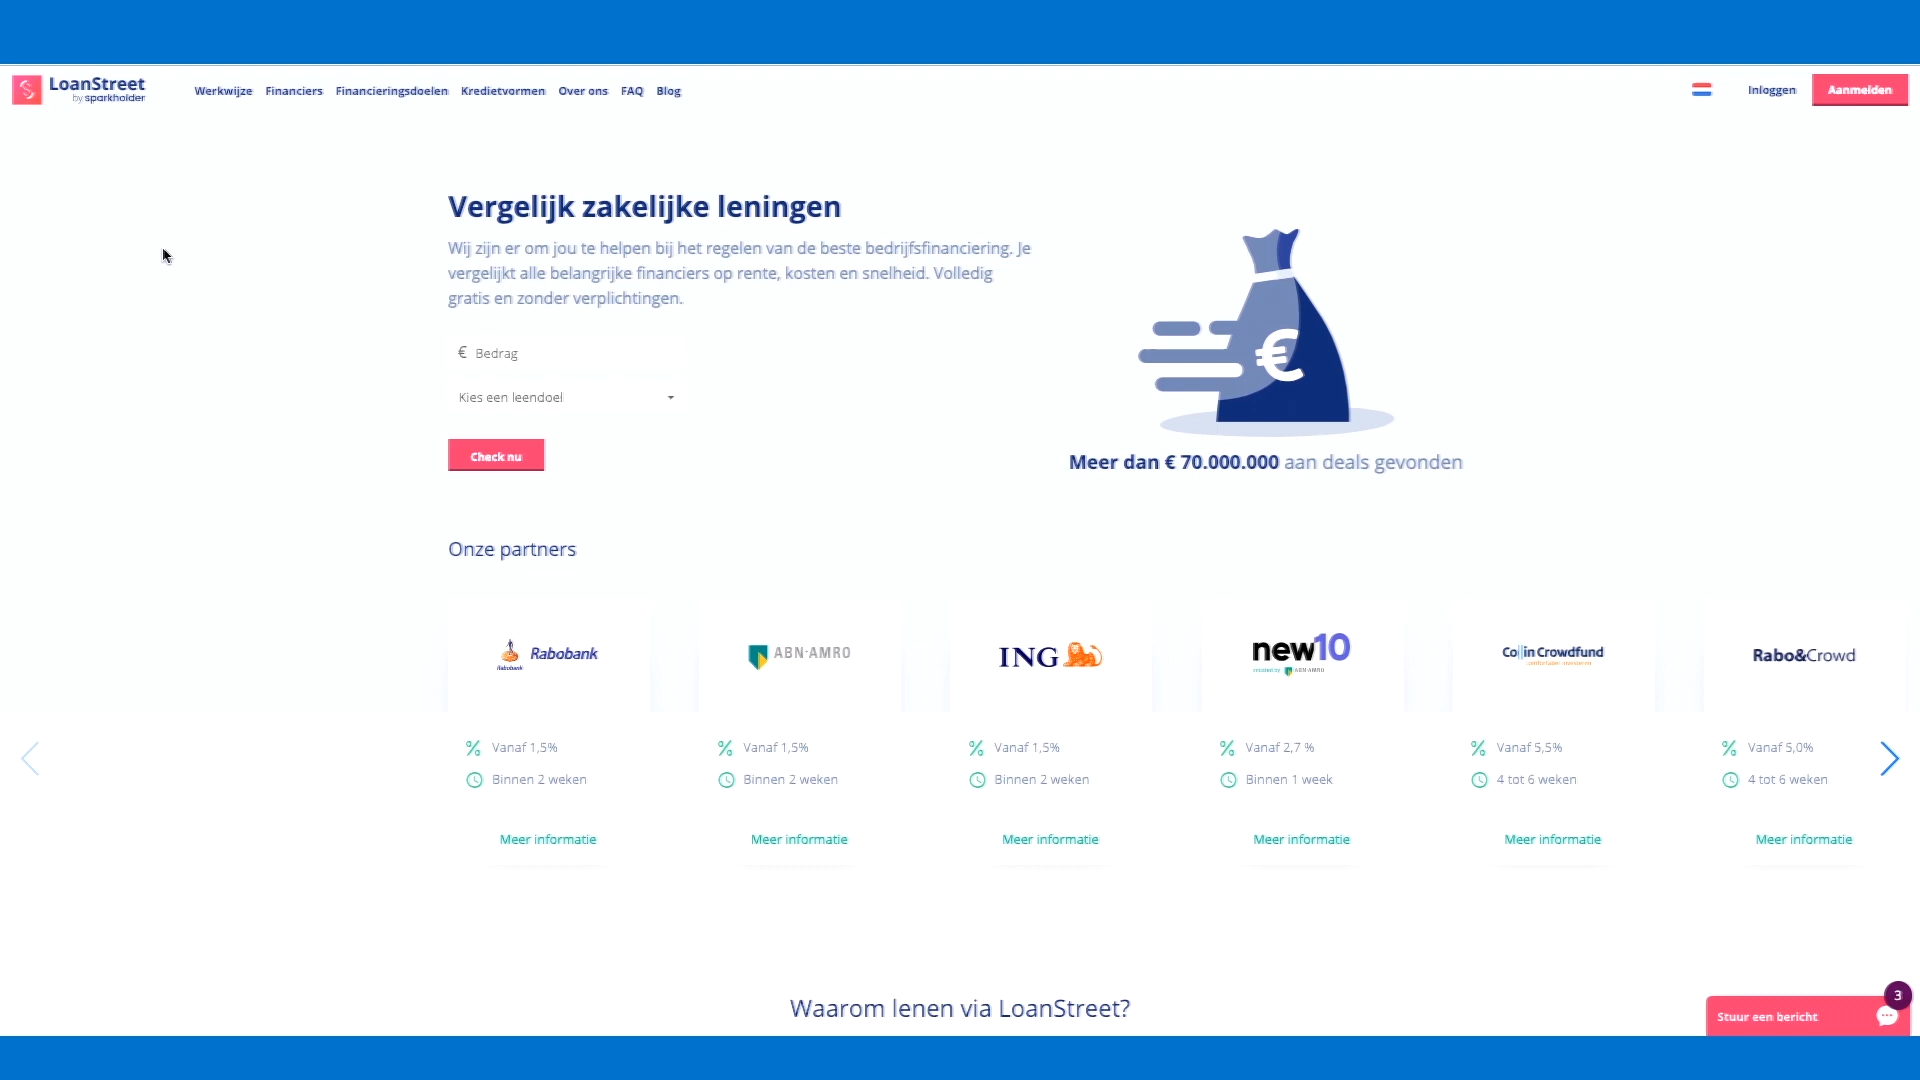 LoanStreet
by sparkholder
Werkwijze Financiers Financieringsdoelen Kredietvormen Over ons FAQ Blog
Inloggen
Aanmelden
Vergelijk zakelijke leningen
Wij zijn er om jou te helpen bij het regelen van de beste bedrijfsfinanciering. Je
vergelijkt alle belangrijke financiers op rente, kosten en snelheid. Volledig
gratis en zonder verplichtingen.
€ Bedrag
Kies een leendoel
Check nu
€
Meer dan € 70.000.000 aan deals gevonden
Onze partners
Rabobank
Rabobank
Vanaf 1,5%
Binnen 2 weken
Meer informatie
ABN·AMRO
Vanaf 1,5%
Binnen 2 weken
Meer informatie
ING
Vanaf 1,5%
Binnen 2 weken
Meer informatie
new10
ABN·AMRO
Vanaf 2,7 %
Binnen 1 week
Meer informatie
Collin Crowdfund
Vanaf 5,5%
4 tot 6 weken
Meer informatie
Rabo&Crowd
Vanaf 5,0%
4 tot 6 weken
Meer informatie
Waarom lenen via LoanStreet?
3
Stuur een bericht